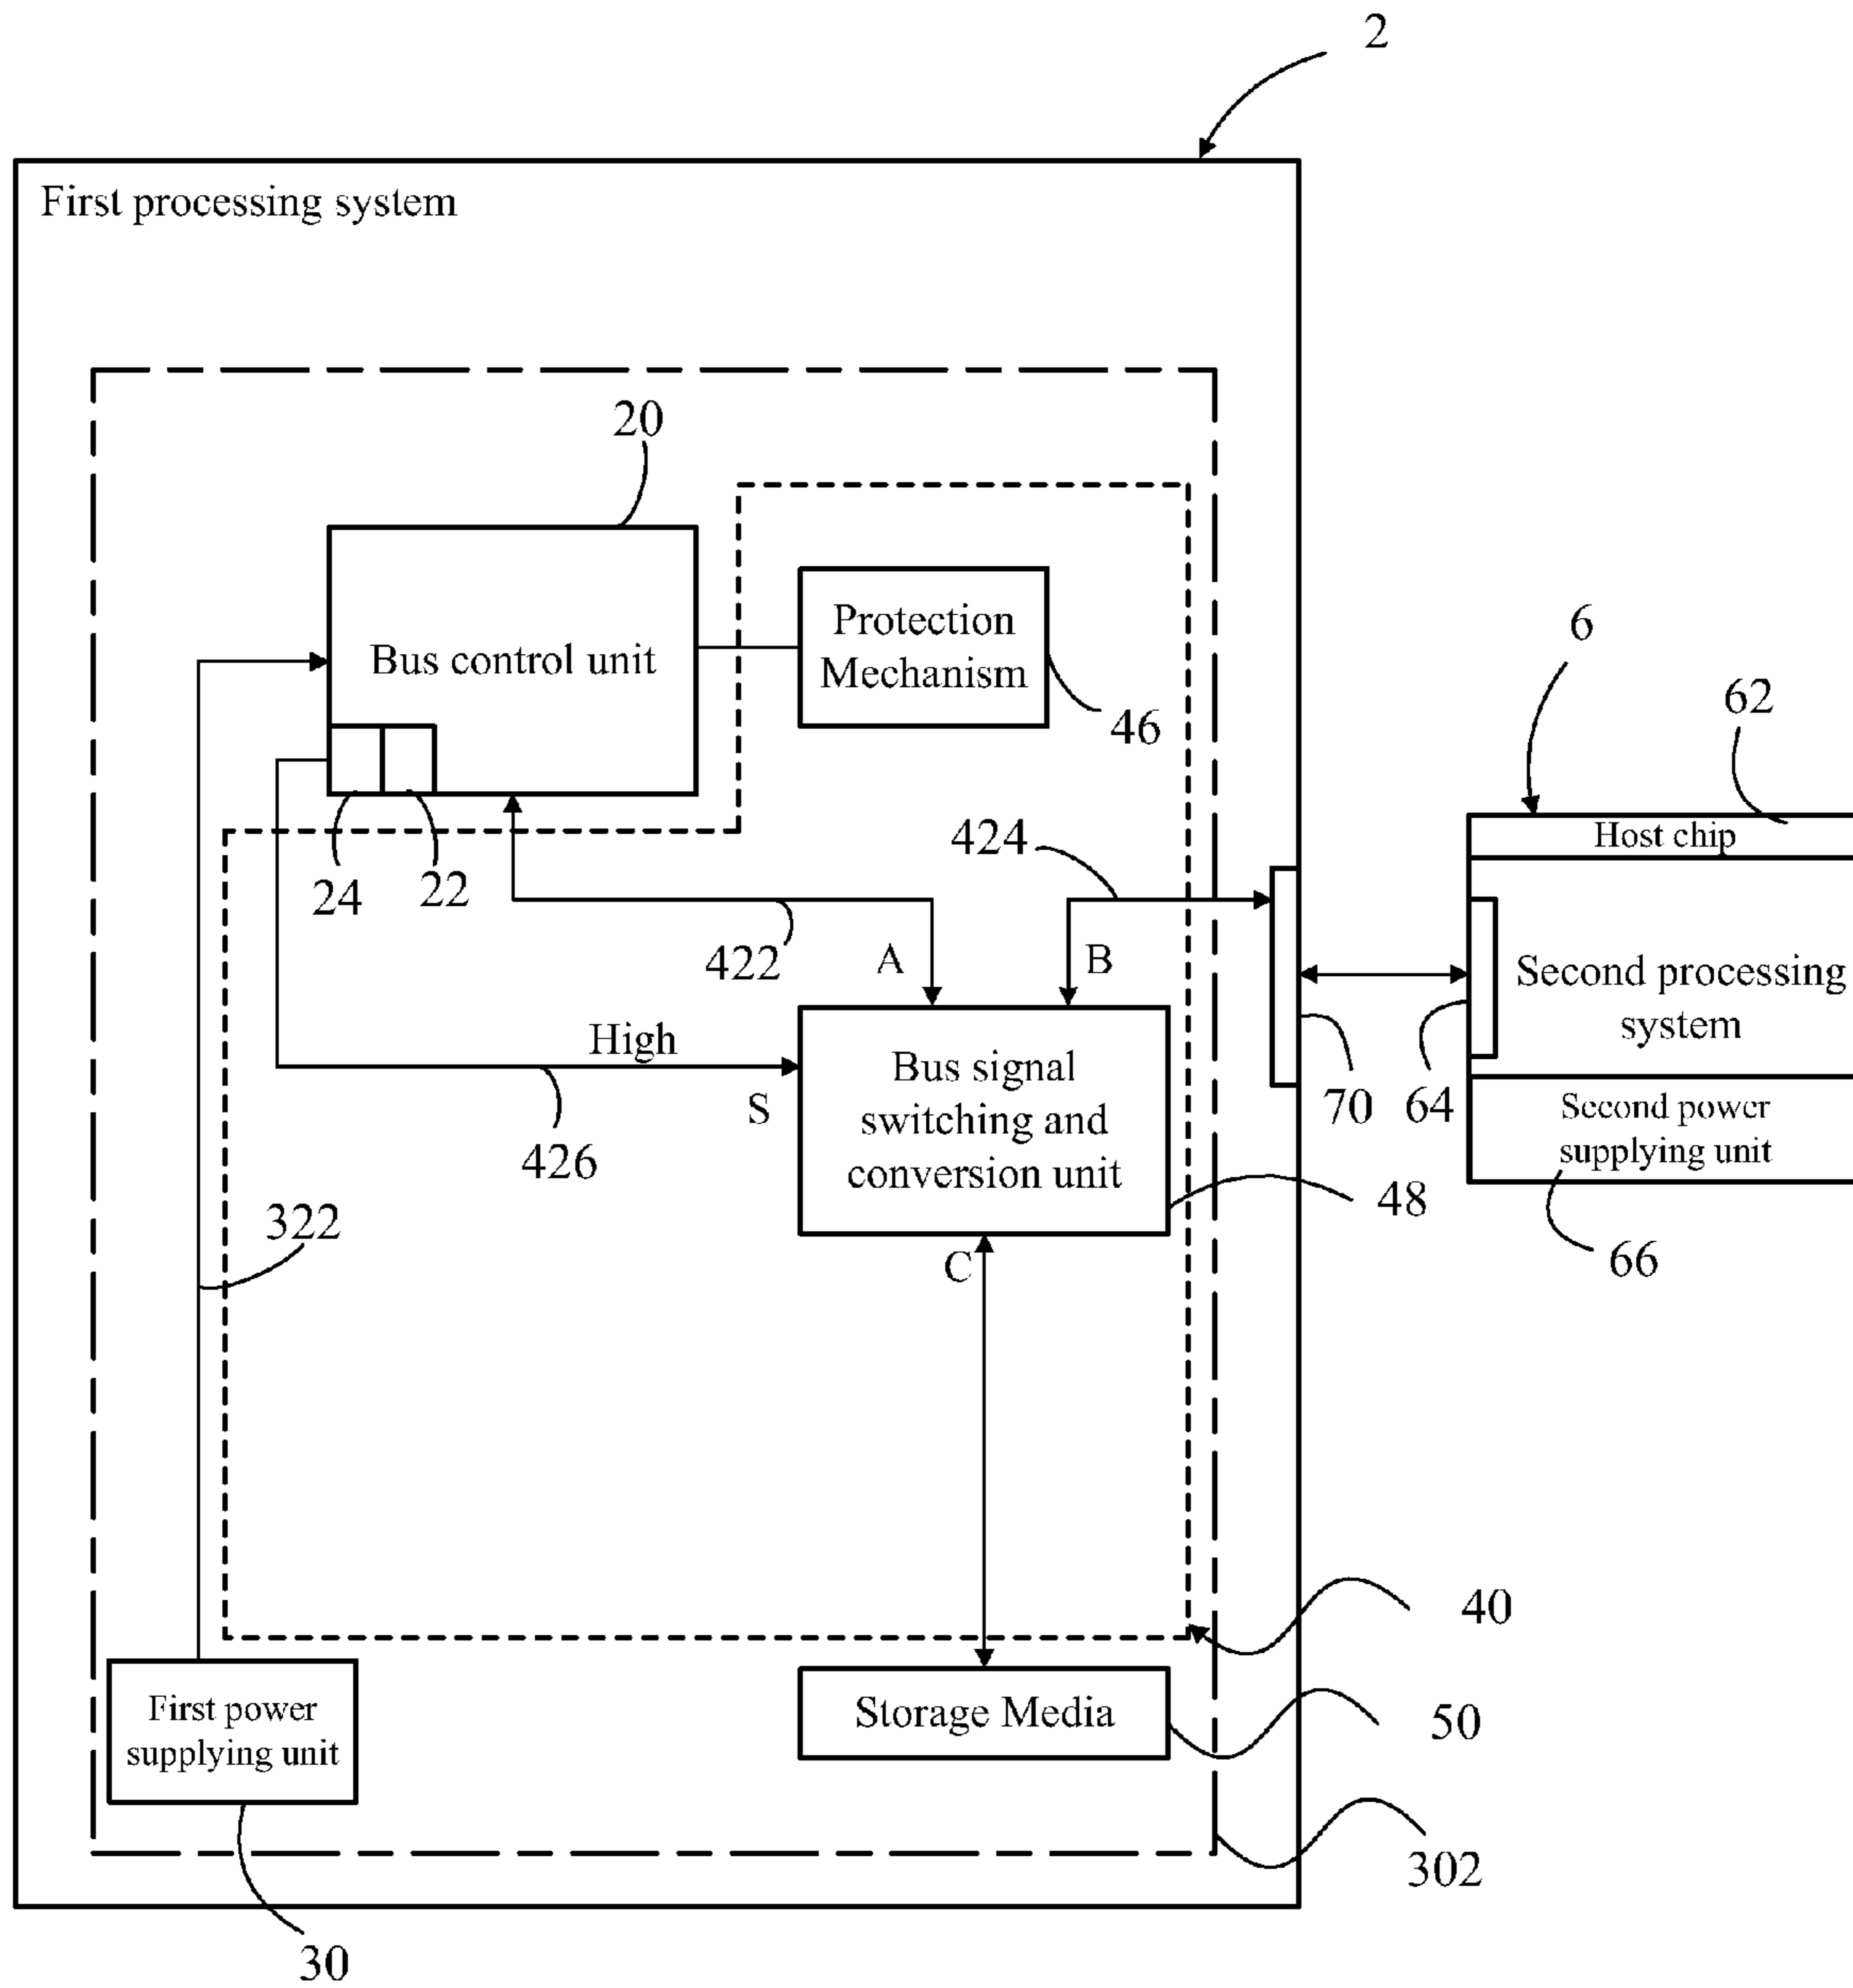 2
First processing system
20
Protection
Mechanism
Bus control unit
46
6
62
Host chip
424
24
22
422
A
B
Second processing
system
High
S
426
Bus signal
switching and
conversion unit
70
64
Second power
supplying unit
48
322
66
C
40
First power
supplying unit
Storage Media
50
302
30